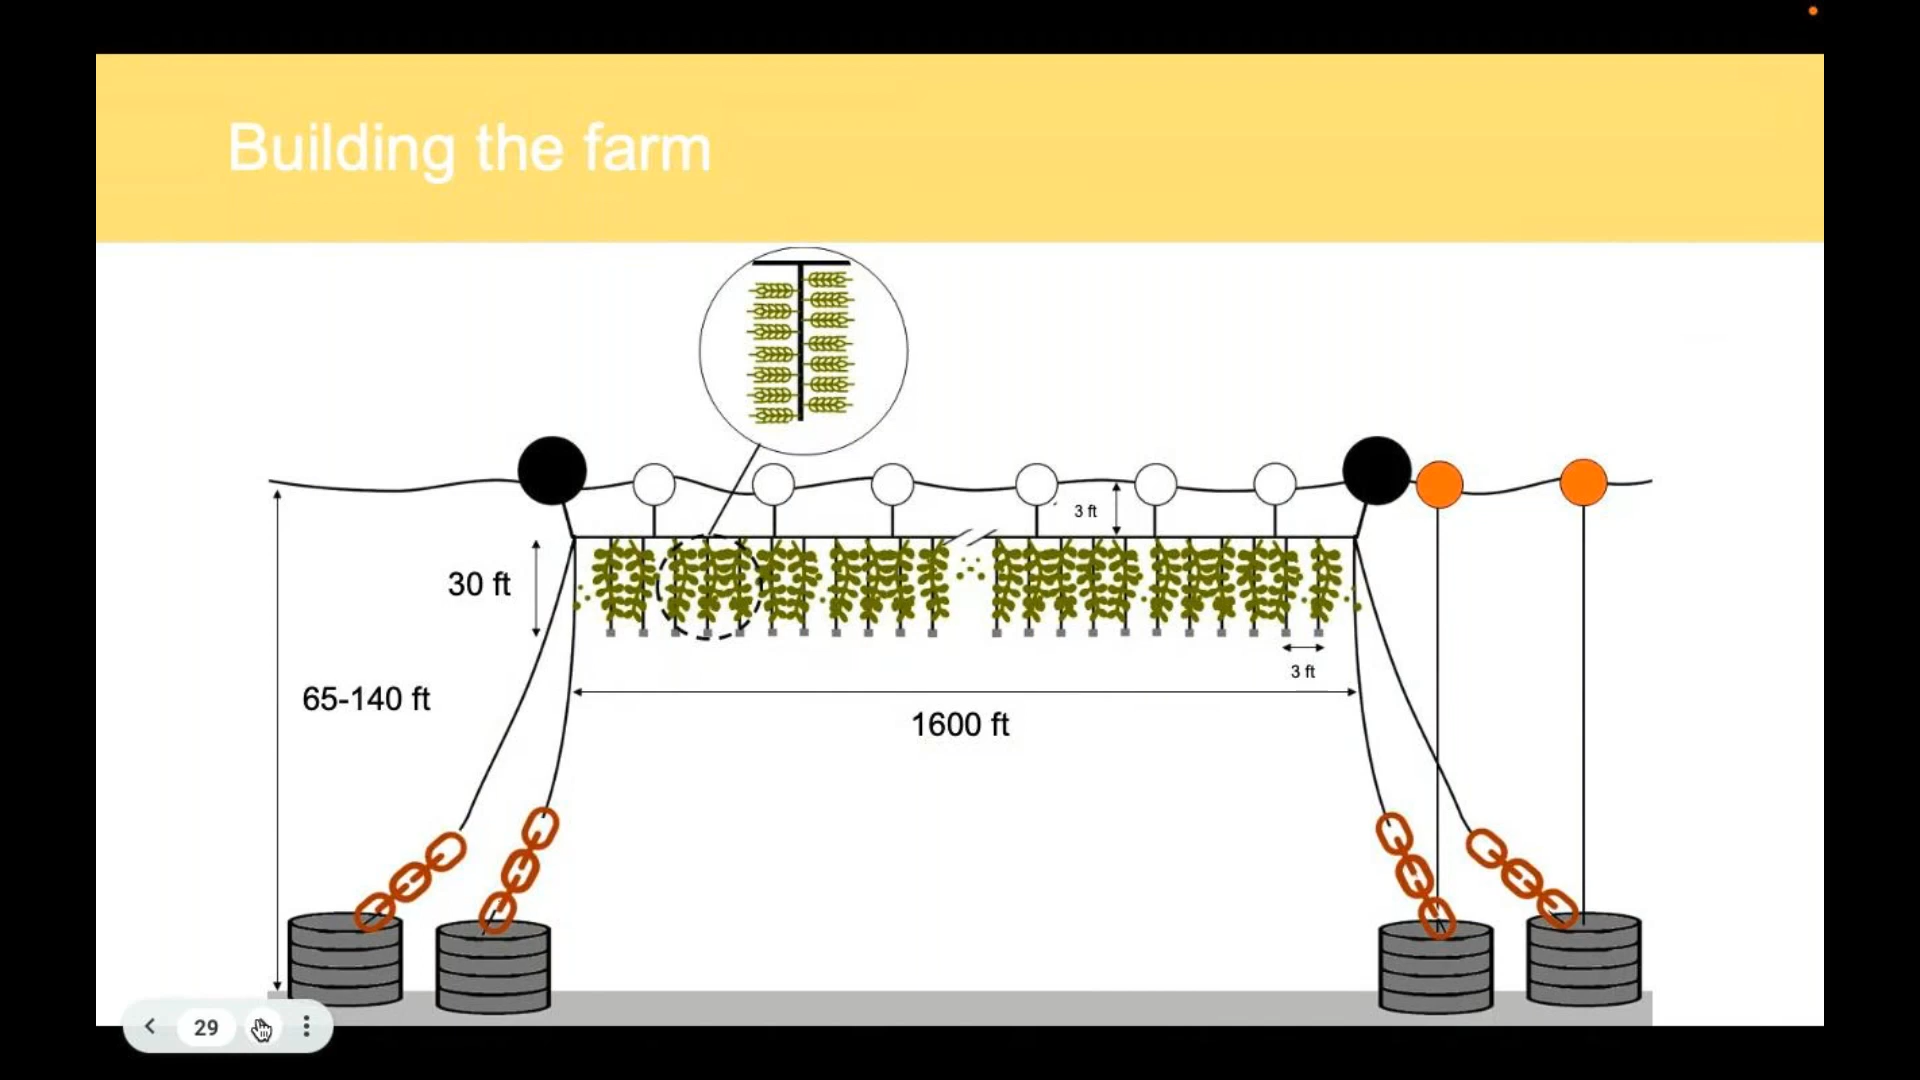 Building the farm
3 ft
30 ft
3 ft
65-140 ft
1600 ft
29